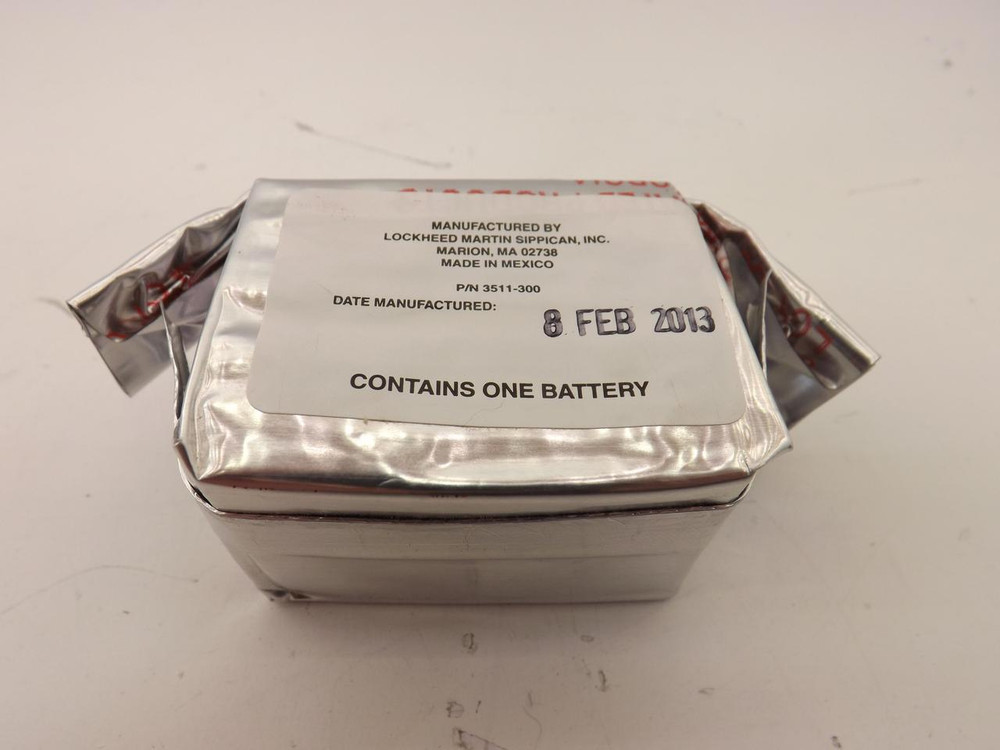 MANUFACTURED BY
LOCKHEED MARTIN SIPPICAN, INC.
MARION, MA 02738
MADE IN MEXICO
P/N 3511-300
DATE MANUFACTURED:
8 FEB 2013
CONTAINS ONE BATTERY